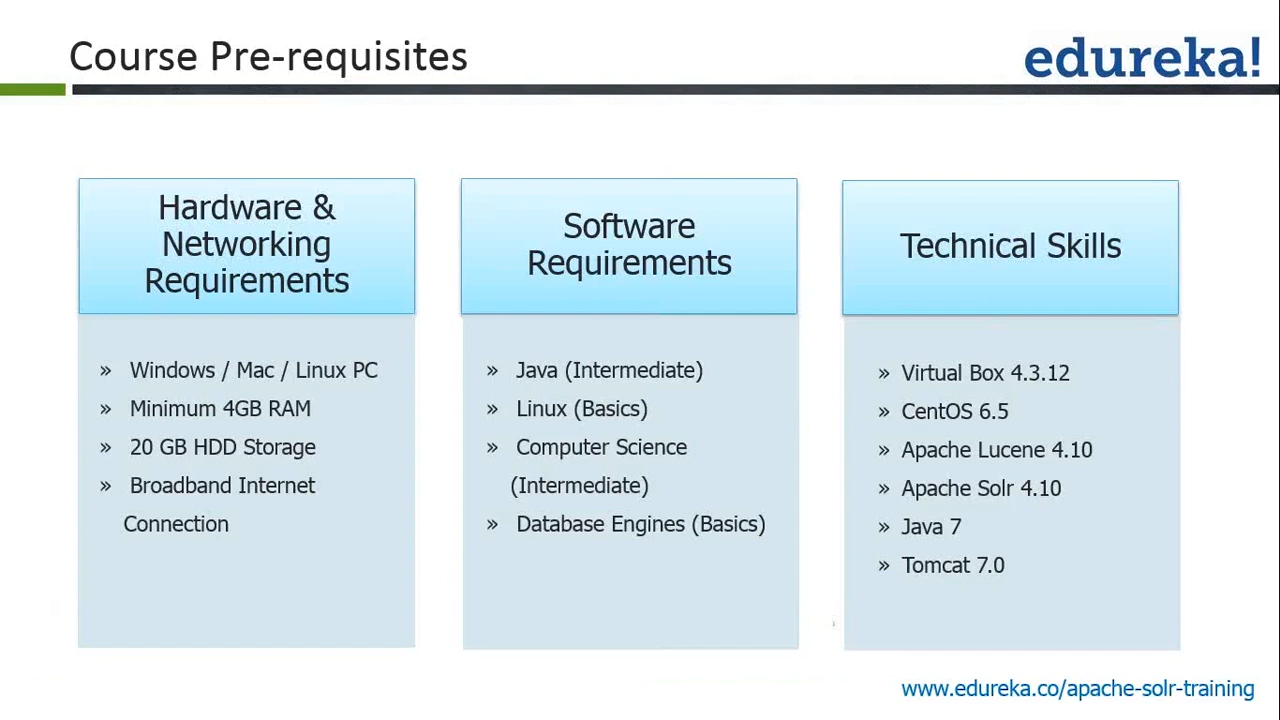 Course Pre-requisites
edureka!
Hardware &
Networking
Requirements
» Windows / Mac / Linux PC
» Minimum 4GB RAM
» 20 GB HDD Storage
» Broadband Internet
Connection
Software
Requirements
» Java (Intermediate)
» Linux (Basics)
» Computer Science
(Intermediate)
» Database Engines (Basics)
Technical Skills
» Virtual Box 4.3.12
» CentOS 6.5
» Apache Lucene 4.10
» Apache Solr 4.10
» Java 7
» Tomcat 7.0
www.edureka.co/apache-solr-training